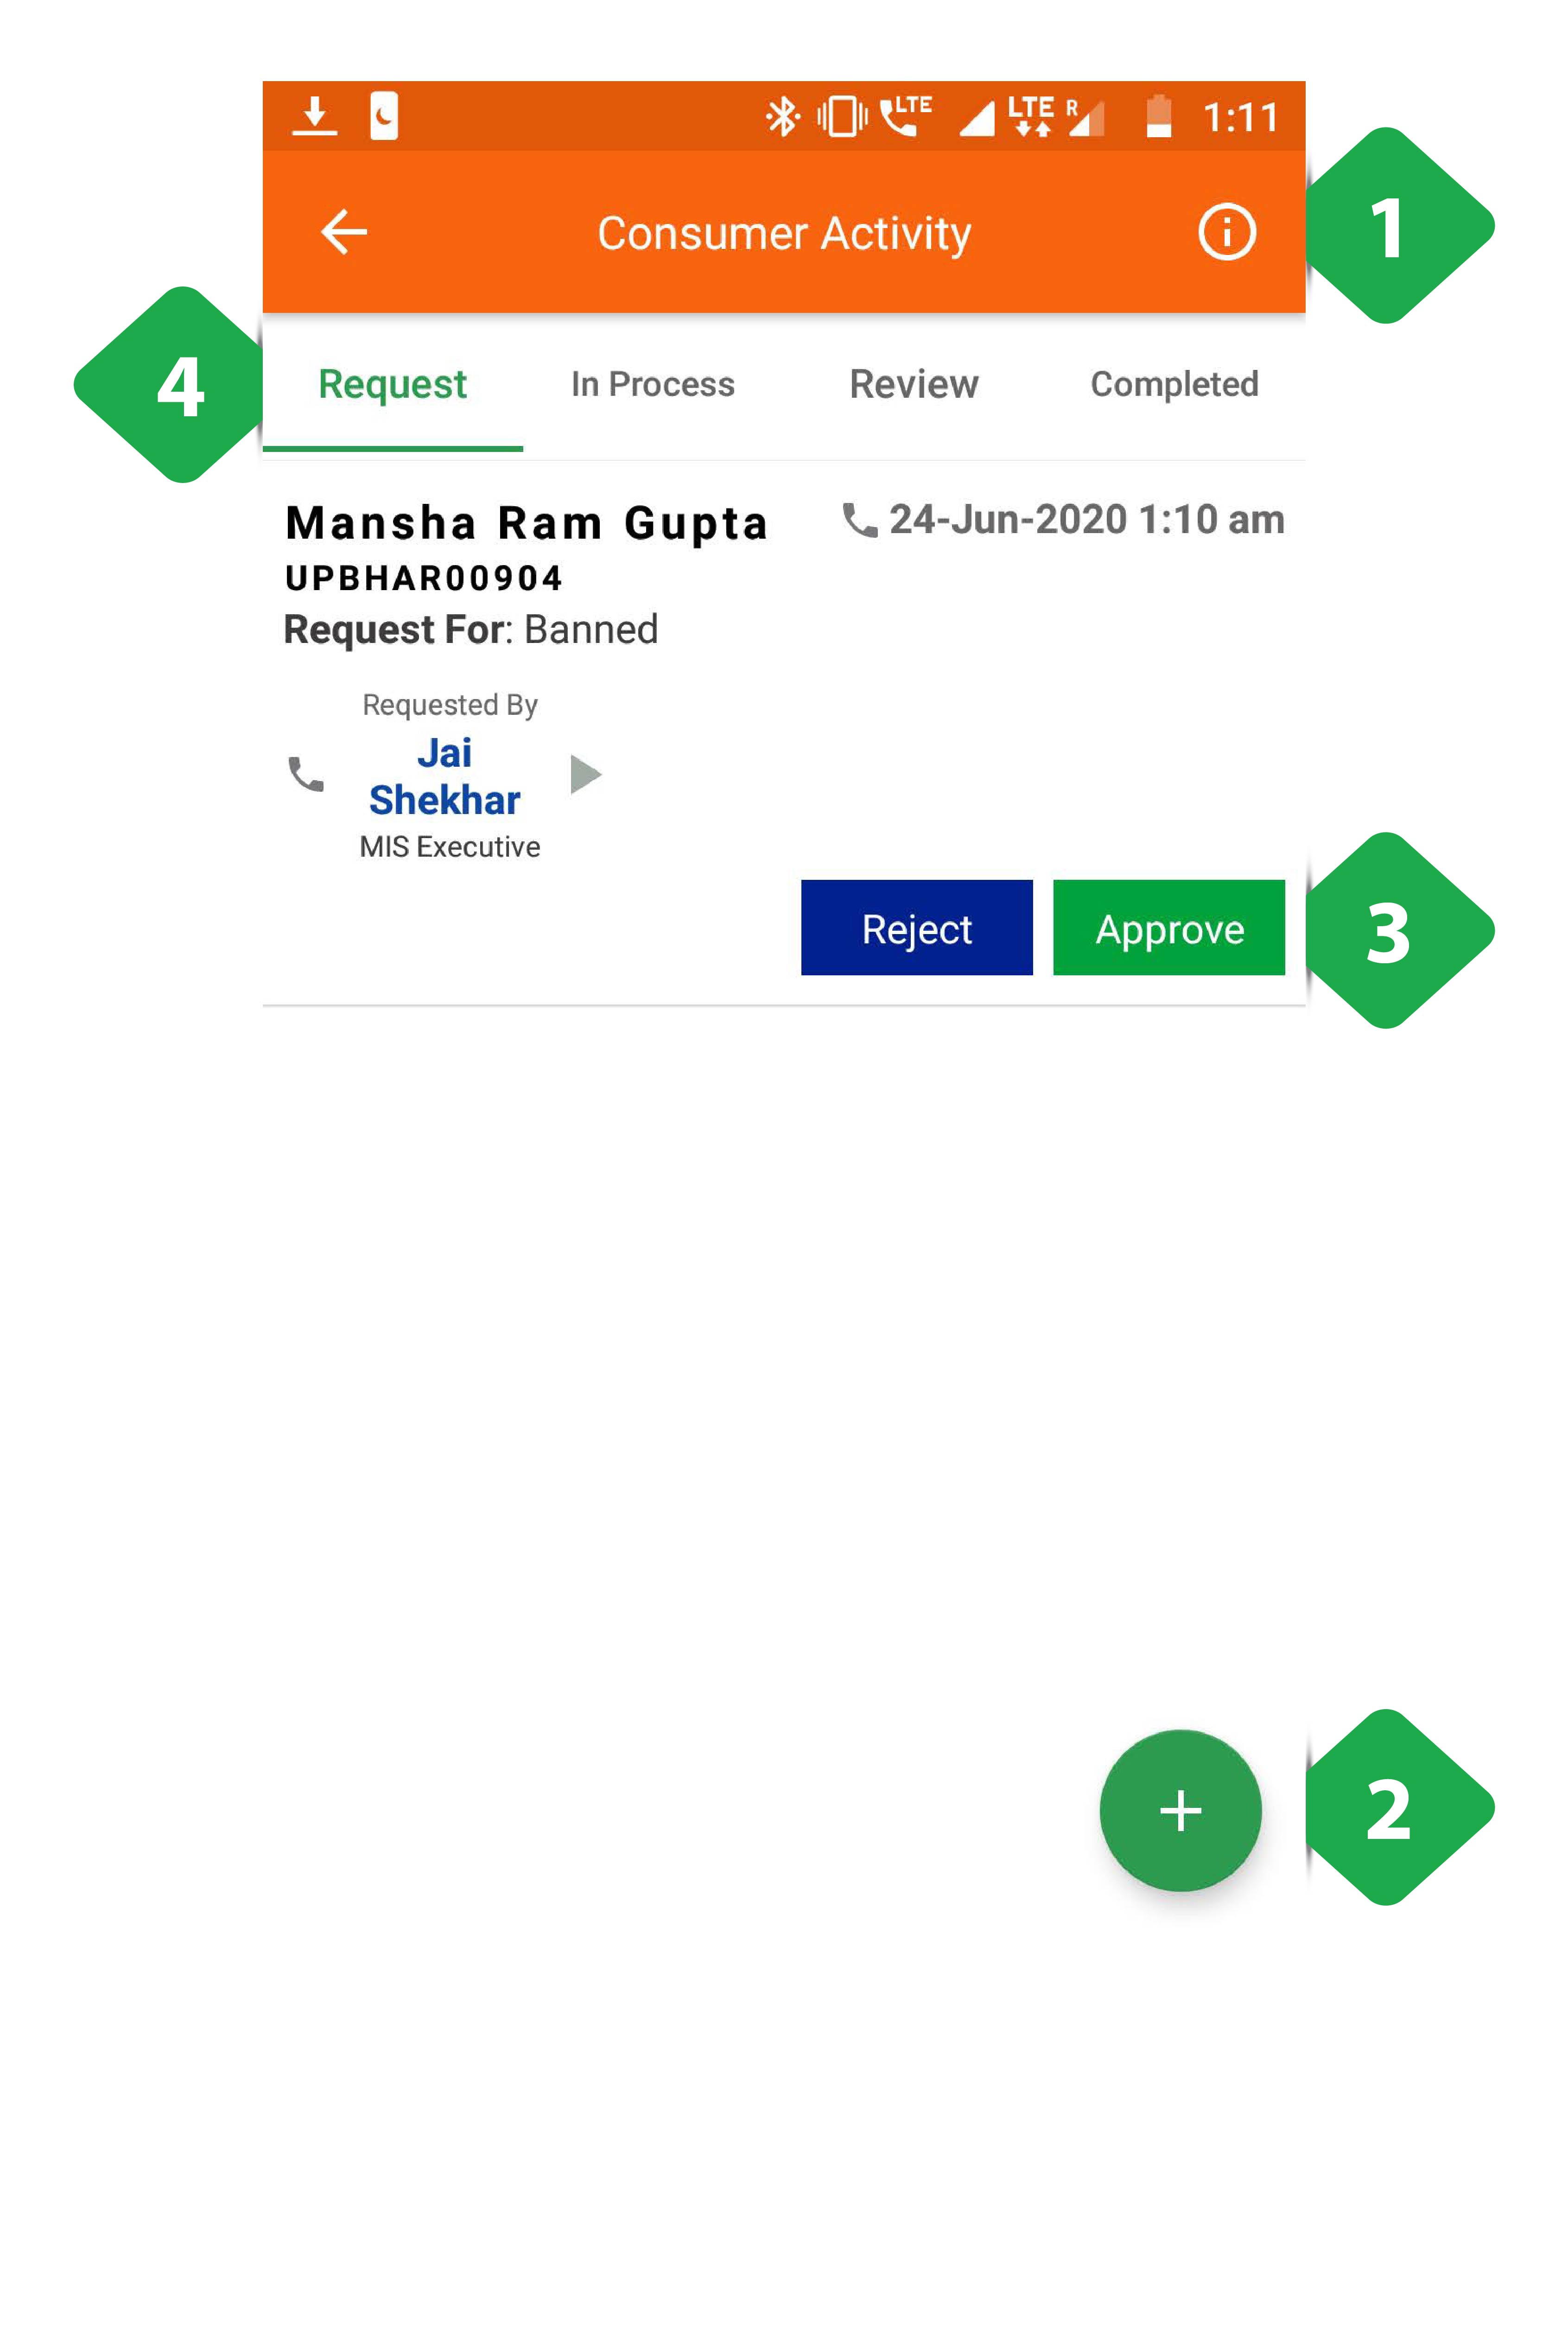 LTE LTE R 1:11
1
Consumer Activity
4
Request In Process Review Completed
Mansha Ram Gupta 24-Jun-2020 1:10 am
UPBHAR00904
Request For: Banned
Requested By
Jai
Shekhar
MIS Executive
Reject Approve
3
+
2